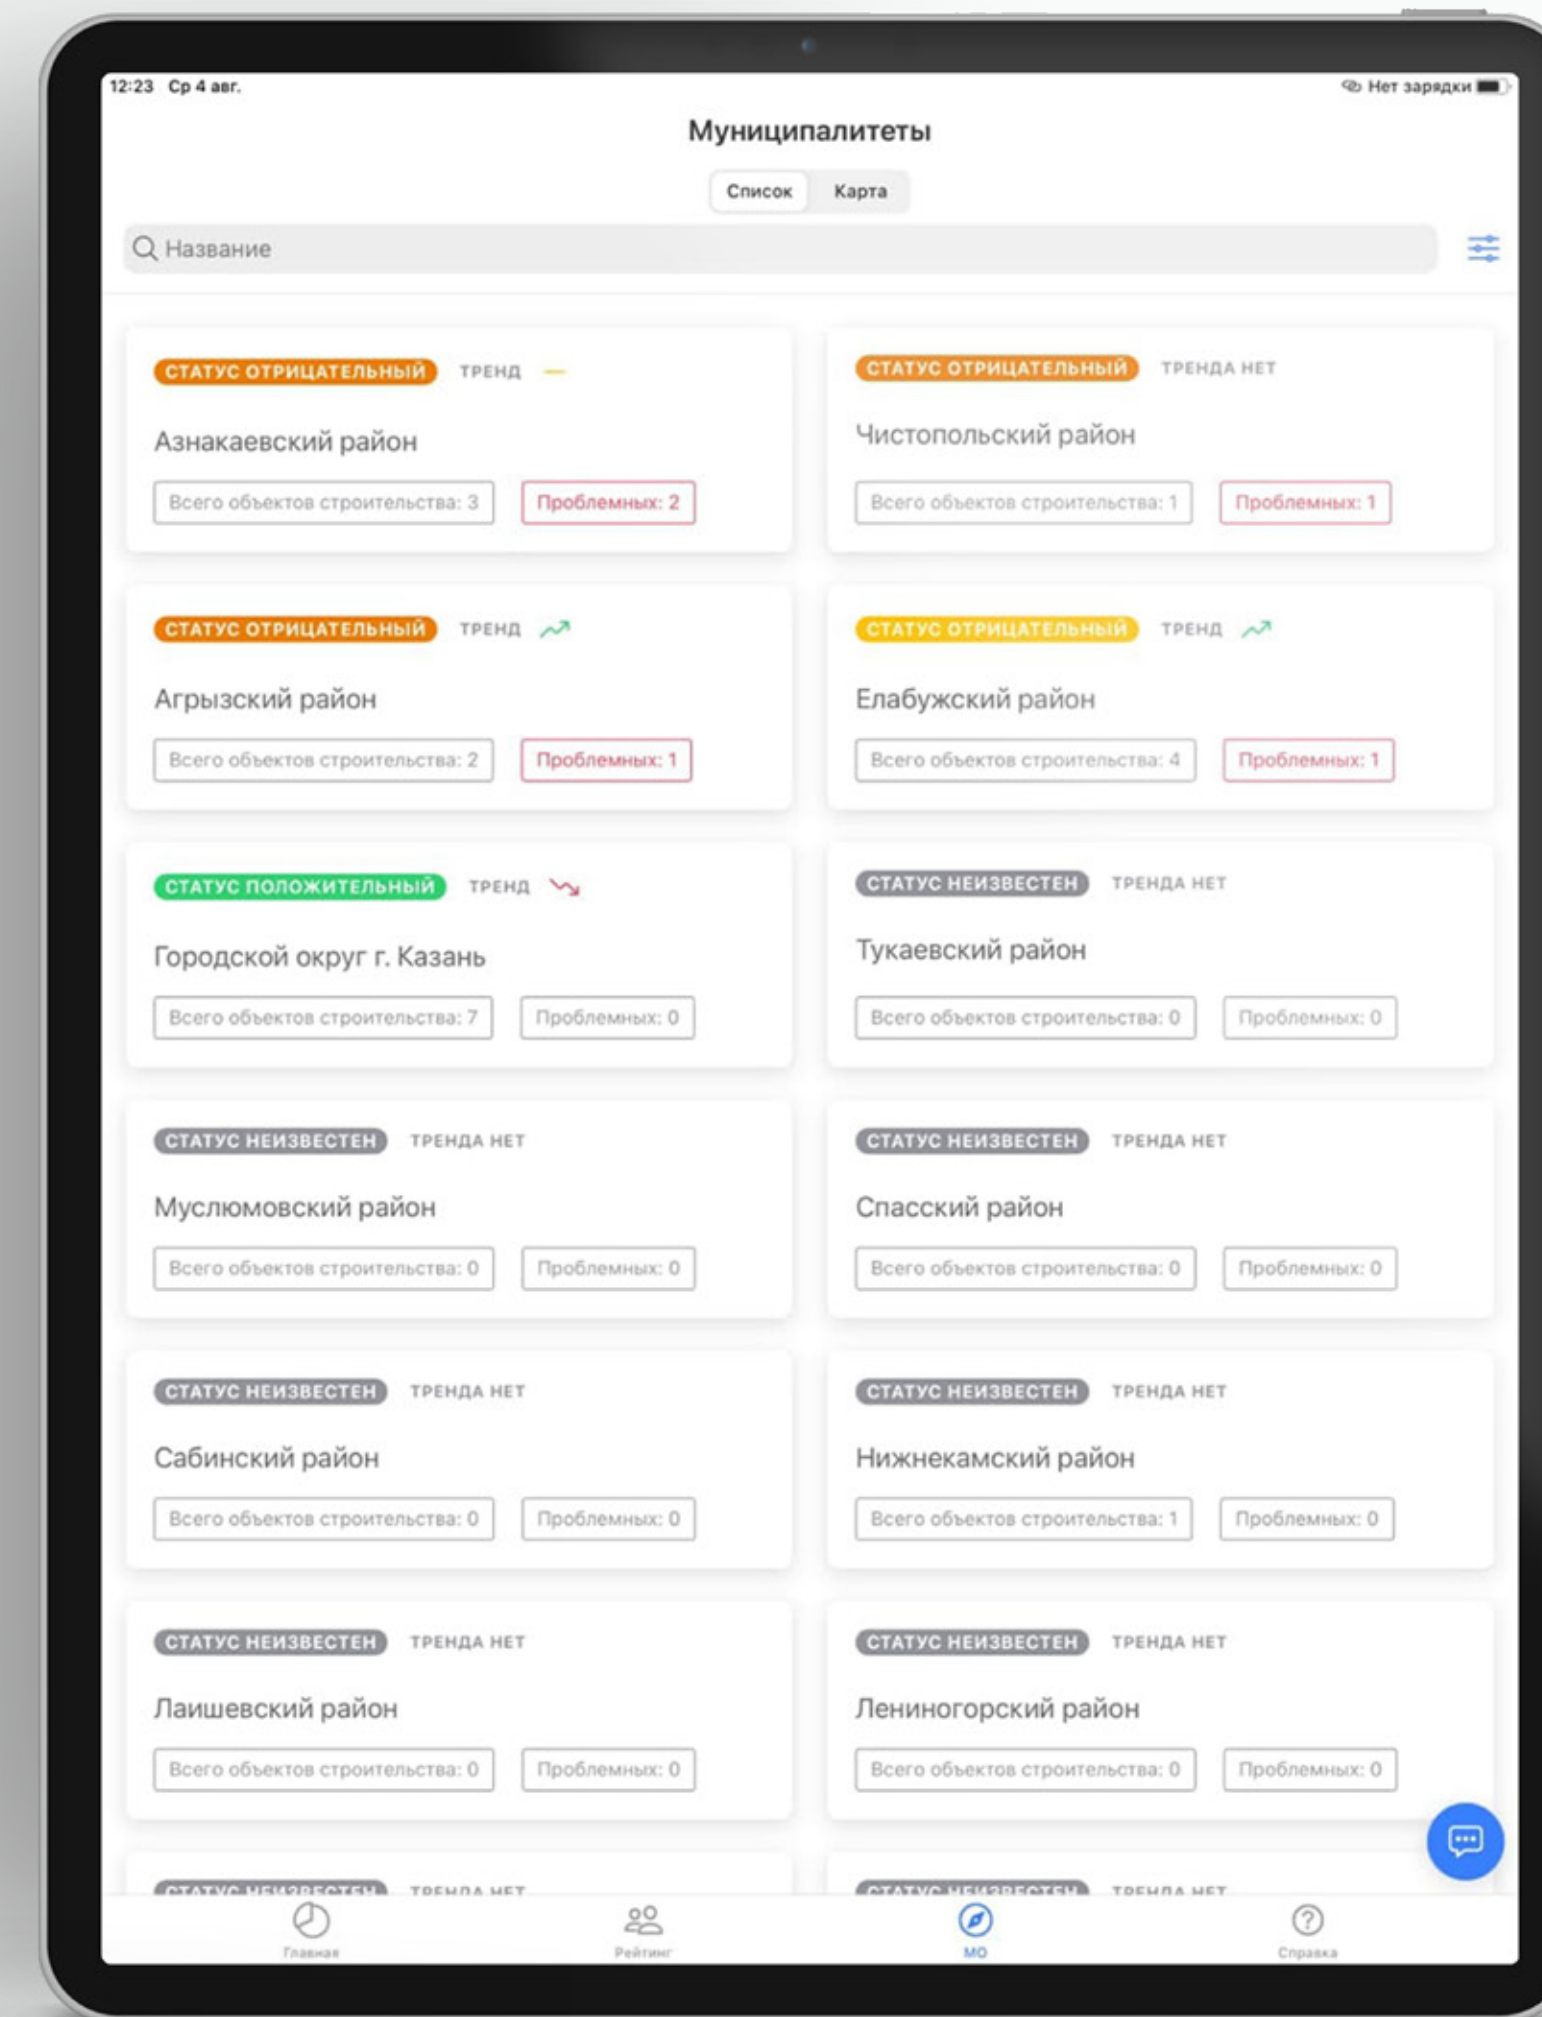 12:23 Ср 4 авг.
Нет зарядки
Муниципалитеты
Список Карта
Название
СТАТУС ОТРИЦАТЕЛЬНЫЙ ТРЕНД
Азнакаевский район
Всего объектов строительства: 3 Проблемных: 2
СТАТУС ОТРИЦАТЕЛЬНЫЙ ТРЕНДА НЕТ
Чистопольский район
Всего объектов строительства: 1 Проблемных: 1
СТАТУС ОТРИЦАТЕЛЬНЫЙ ТРЕНД
Агрызский район
Всего объектов строительства: 2 Проблемных: 1
СТАТУС ОТРИЦАТЕЛЬНЫЙ ТРЕНД
Елабужский район
Всего объектов строительства: 4 Проблемных: 1
СТАТУС ПОЛОЖИТЕЛЬНЫЙ ТРЕНД
Городской округ г. Казань
Всего объектов строительства: 7 Проблемных: 0
СТАТУС НЕИЗВЕСТЕН ТРЕНДА НЕТ
Тукаевский район
Всего объектов строительства: 0 Проблемных: 0
СТАТУС НЕИЗВЕСТЕН ТРЕНДА НЕТ
Муслюмовский район
Всего объектов строительства: 0 Проблемных: 0
СТАТУС НЕИЗВЕСТЕН ТРЕНДА НЕТ
Спасский район
Всего объектов строительства: 0 Проблемных: 0
СТАТУС НЕИЗВЕСТЕН ТРЕНДА НЕТ
Сабинский район
Всего объектов строительства: 0 Проблемных: 0
СТАТУС НЕИЗВЕСТЕН ТРЕНДА НЕТ
Нижнекамский район
Всего объектов строительства: 1 Проблемных: 0
СТАТУС НЕИЗВЕСТЕН ТРЕНДА НЕТ
Лаишевский район
Всего объектов строительства: 0 Проблемных: 0
СТАТУС НЕИЗВЕСТЕН ТРЕНДА НЕТ
Лениногорский район
Всего объектов строительства: 0 Проблемных: 0
СТАТУС НЕИЗВЕСТЕН ТРЕНДА НЕТ
СТАТУС НЕИЗВЕСТЕН ТРЕНДА НЕТ
Главная Рейтинг МО Справка